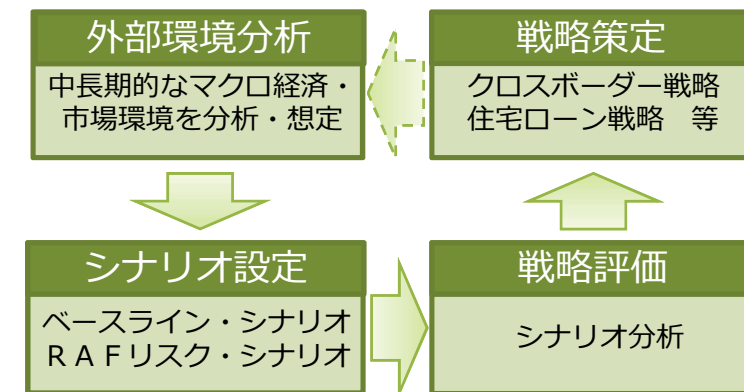 外部環境分析
中長期的なマクロ経済・
市場環境を分析・想定
戦略策定
クロスボーダー戦略
住宅ローン戦略　等
シナリオ設定
ベースライン・シナリオ
ＲＡＦリスク・シナリオ
戦略評価
シナリオ分析